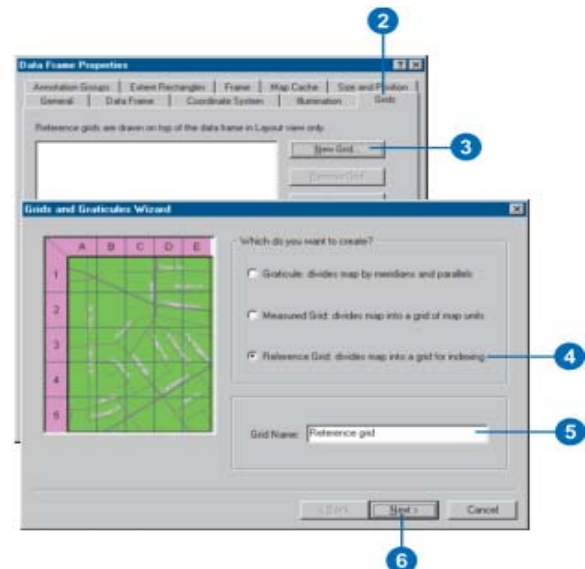 2
Data Frame Properties
Annotation Groups Extent Rectangles Frame Map Cache Size and Position
General Data Frame Coordinate System Illumination Grids
Reference grids are drawn on top of the data frame in Layout view only.
New Grid...
3
Remove Grid
Grids and Graticules Wizard
A B C D E
1
2
3
4
5
Which do you want to create?
Graticule: divides map by meridians and parallels
Measured Grid: divides map into a grid of map units
Reference Grid: divides map into a grid for indexing
4
Grid Name: Reference grid
5
< Back Next > Cancel
6